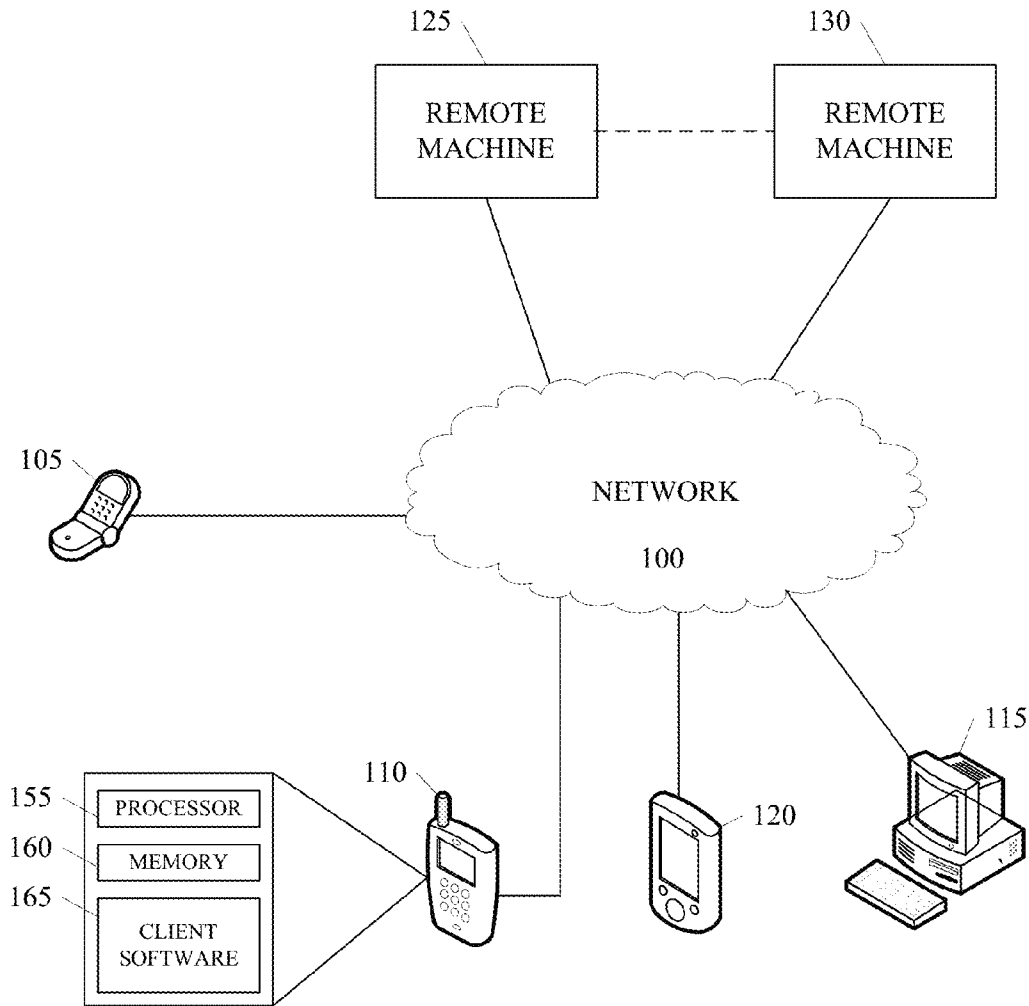 125
130
REMOTE
MACHINE
REMOTE
MACHINE
105
NETWORK
100
115
110
120
155
PROCESSOR
160
MEMORY
165
CLIENT
SOFTWARE